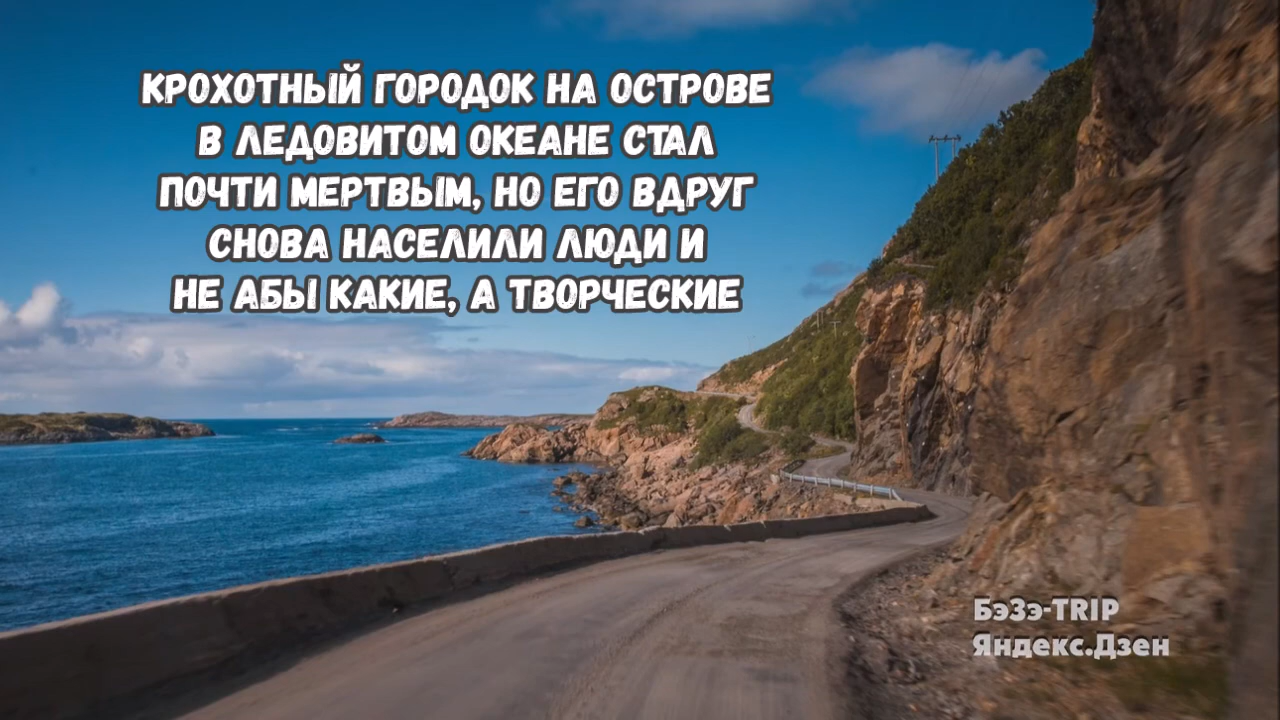 КРОХОТНЫЙ ГОРОДОК НА ОСТРОВЕ
В ЛЕДОВИТОМ ОКЕАНЕ СТАЛ
ПОЧТИ МЕРТВЫМ, НО ЕГО ВДРУГ
СНОВА НАСЕЛИЛИ ЛЮДИ И
НЕ АБЫ КАКИЕ, А ТВОРЧЕСКИЕ
БэЗэ-TRIP
Яндекс.Дзен